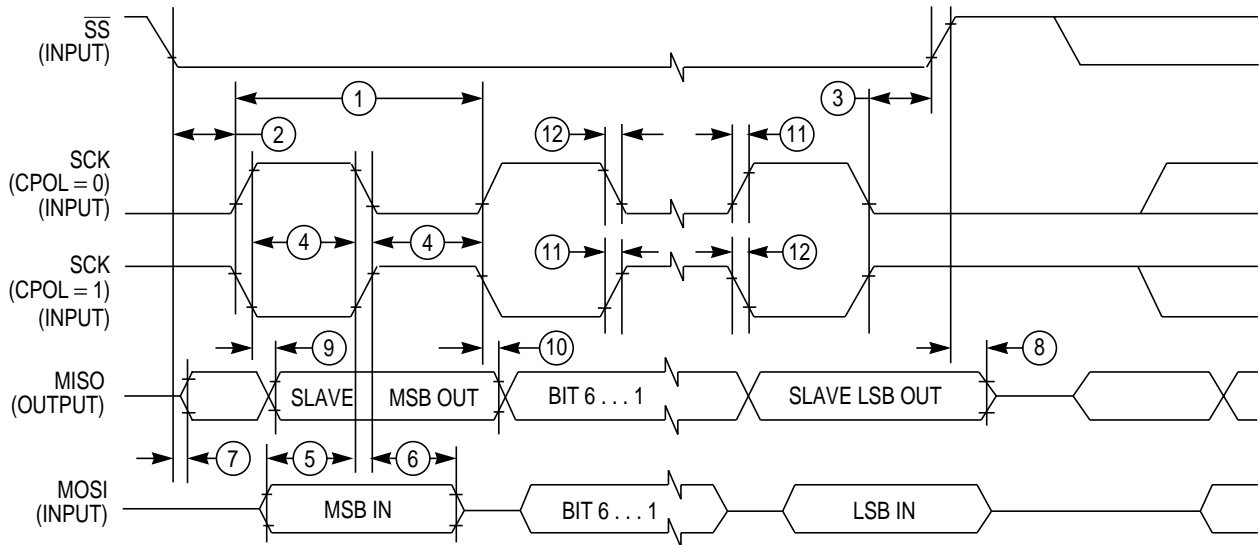 SS
(INPUT)
1
3
2
12
11
SCK
(CPOL = 0)
(INPUT)
4
4
11
12
SCK
(CPOL = 1)
(INPUT)
9
10
8
MISO
(OUTPUT)
SLAVE
MSB OUT
BIT 6 . . . 1
SLAVE LSB OUT
7
5
6
MOSI
(INPUT)
MSB IN
BIT 6 . . . 1
LSB IN